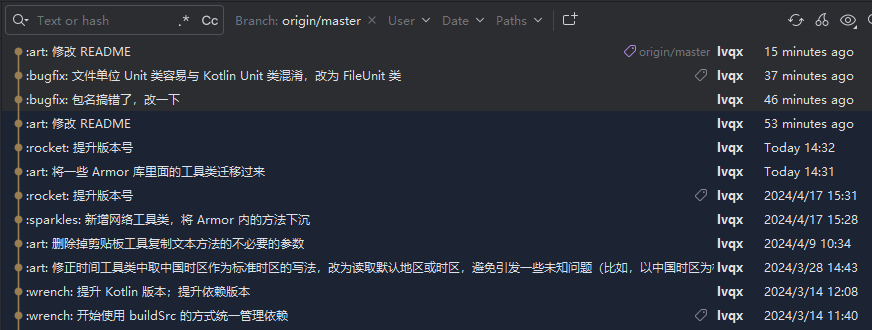 Text or hash .* Cc Branch: origin/master User Date Paths
:art: 修改 README origin/master lvqx 15 minutes ago
:bugfix: 文件单位 Unit 类容易与 Kotlin Unit 类混淆，改为 FileUnit 类 lvqx 37 minutes ago
:bugfix: 包名搞错了，改一下 lvqx 46 minutes ago
:art: 修改 README lvqx 53 minutes ago
:rocket: 提升版本号 lvqx Today 14:32
:art: 将一些 Armor 库里面的工具类迁移过来 lvqx Today 14:31
:rocket: 提升版本号 lvqx 2024/4/17 15:31
:sparkles: 新增网络工具类，将 Armor 内的方法下沉 lvqx 2024/4/17 15:28
:art: 删除掉剪贴板工具复制文本方法的不必要的参数 lvqx 2024/4/9 10:34
:art: 修正时间工具类中取中国时区作为标准时区的写法，改为读取默认地区或时区，避免引发一些未知问题（比如，以中国时区为 lvqx 2024/3/28 14:43
:wrench: 提升 Kotlin 版本；提升依赖版本 lvqx 2024/3/14 12:08
:wrench: 开始使用 buildSrc 的方式统一管理依赖 lvqx 2024/3/14 11:40